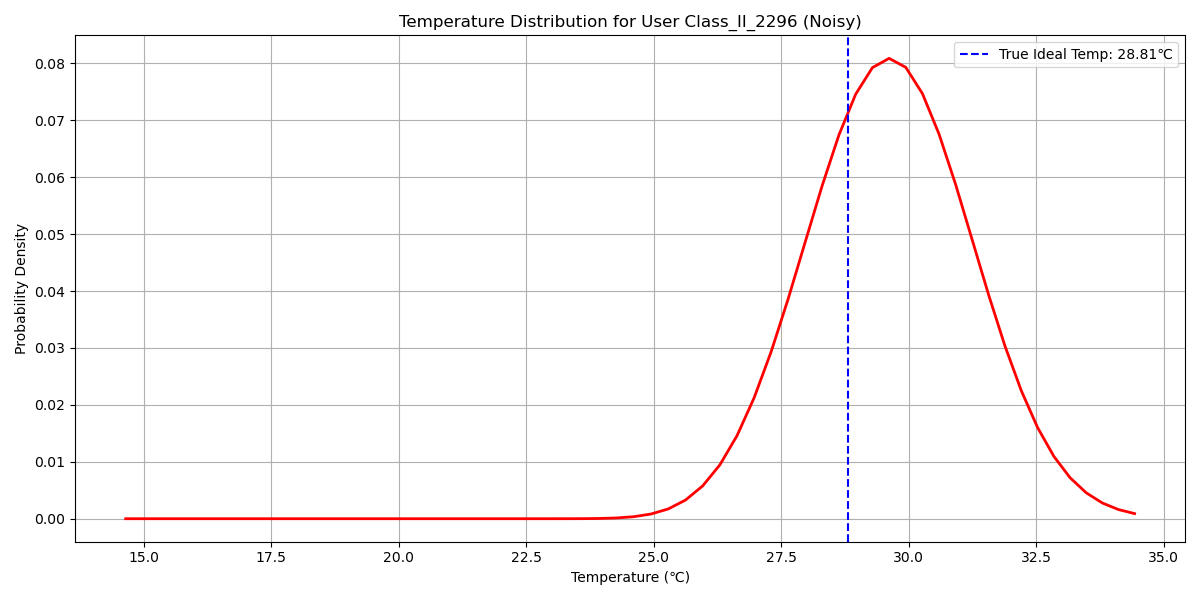 Temperature Distribution for User Class_II_2296 (Noisy)
True Ideal Temp: 28.81℃
Probability Density
0.08
0.07
0.06
0.05
0.04
0.03
0.02
0.01
0.00
15.0 17.5 20.0 22.5 25.0 27.5 30.0 32.5 35.0
Temperature (℃)